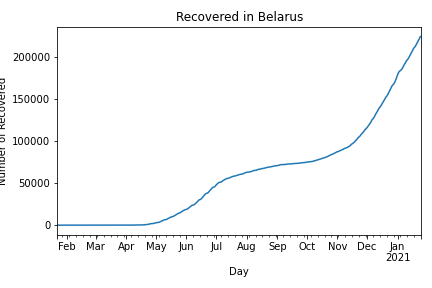 Recovered in Belarus
Number of Recovered
200000
150000
100000
50000
0
Feb Mar Apr May Jun Jul Aug Sep Oct Nov Dec Jan
2021
Day